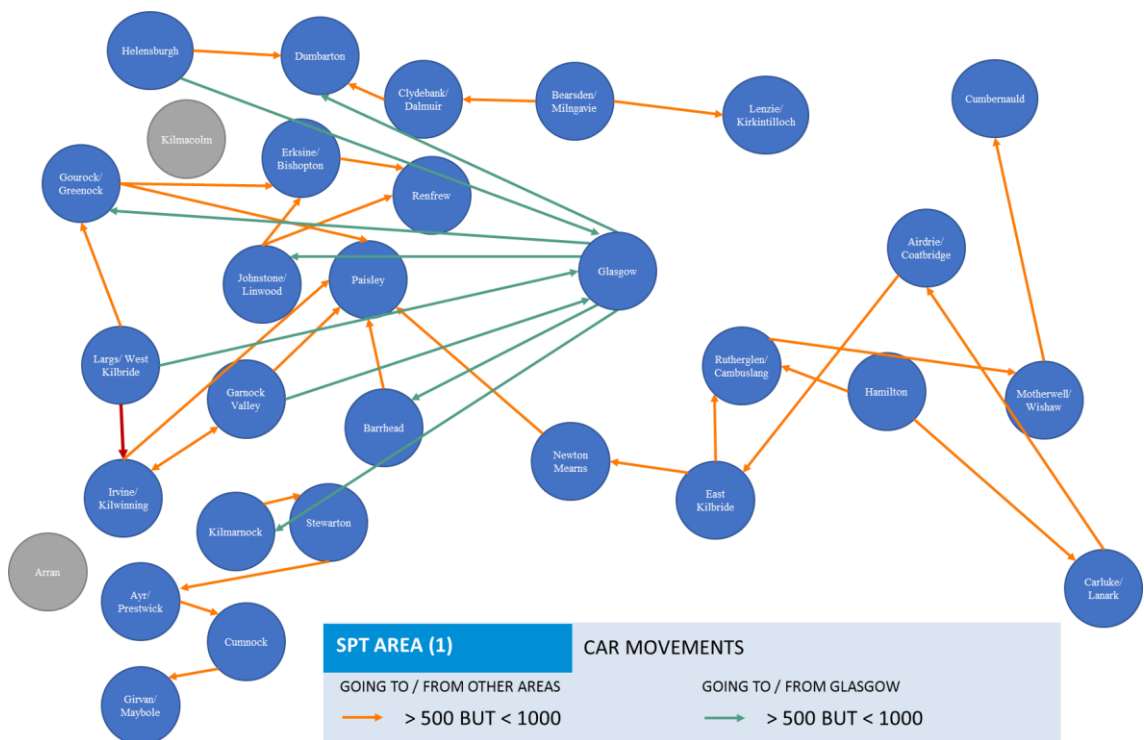 Helensburgh
Dumbarton
Clydebank/
Dalmuir
Bearsden/
Milngavie
Lenzie/
Kirkintilloch
Cumbernauld
Kilmacolm
Erksine/
Bishopton
Gourock/
Greenock
Renfrew
Airdrie/
Coatbridge
Johnstone/
Linwood
Paisley
Glasgow
Largs/ West
Kilbride
Rutherglen/
Cambuslang
Hamilton
Motherwell/
Wishaw
Garnock
Valley
Barrhead
Newton
Mearns
Irvine/
Kilwinning
East
Kilbride
Kilmarnock
Stewarton
Arran
Ayr/
Prestwick
Carluke/
Lanark
Cumnock
Girvan/
Maybole
SPT AREA (1)
CAR MOVEMENTS
GOING TO / FROM OTHER AREAS
GOING TO / FROM GLASGOW
> 500 BUT < 1000
> 500 BUT < 1000